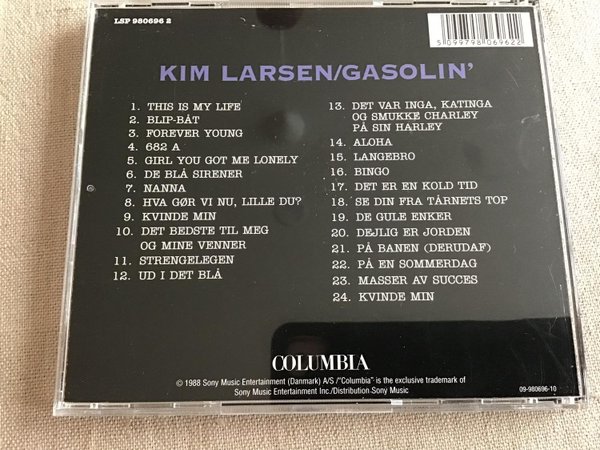 LSP 980696 2
5 099798 069622
KIM LARSEN/GASOLIN'
1. THIS IS MY LIFE
2. BLIP-BÅT
3. FOREVER YOUNG
4. 682 A
5. GIRL YOU GOT ME LONELY
6. DE BLÅ SIRENER
7. NANNA
8. HVA GØR VI NU, LILLE DU?
9. KVINDE MIN
10. DET BEDSTE TIL MEG
OG MINE VENNER
11. STRENGELEGEN
12. UD I DET BLÅ
13. DET VAR INGA, KATINGA
OG SMUKKE CHARLEY
PÅ SIN HARLEY
14. ALOHA
15. LANGEBRO
16. BINGO
17. DET ER EN KOLD TID
18. SE DIN FRA TÅRNETS TOP
19. DE GULE ENKER
20. DEJLIG ER JORDEN
21. PÅ BANEN (DERUDAF)
22. PÅ EN SOMMERDAG
23. MASSER AV SUCCES
24. KVINDE MIN
COLUMBIA
© 1988 Sony Music Entertainment (Danmark) A/S /"Columbia" is the exclusive trademark of
Sony Music Entertainment Inc./Distribution Sony Music
09-980696-10